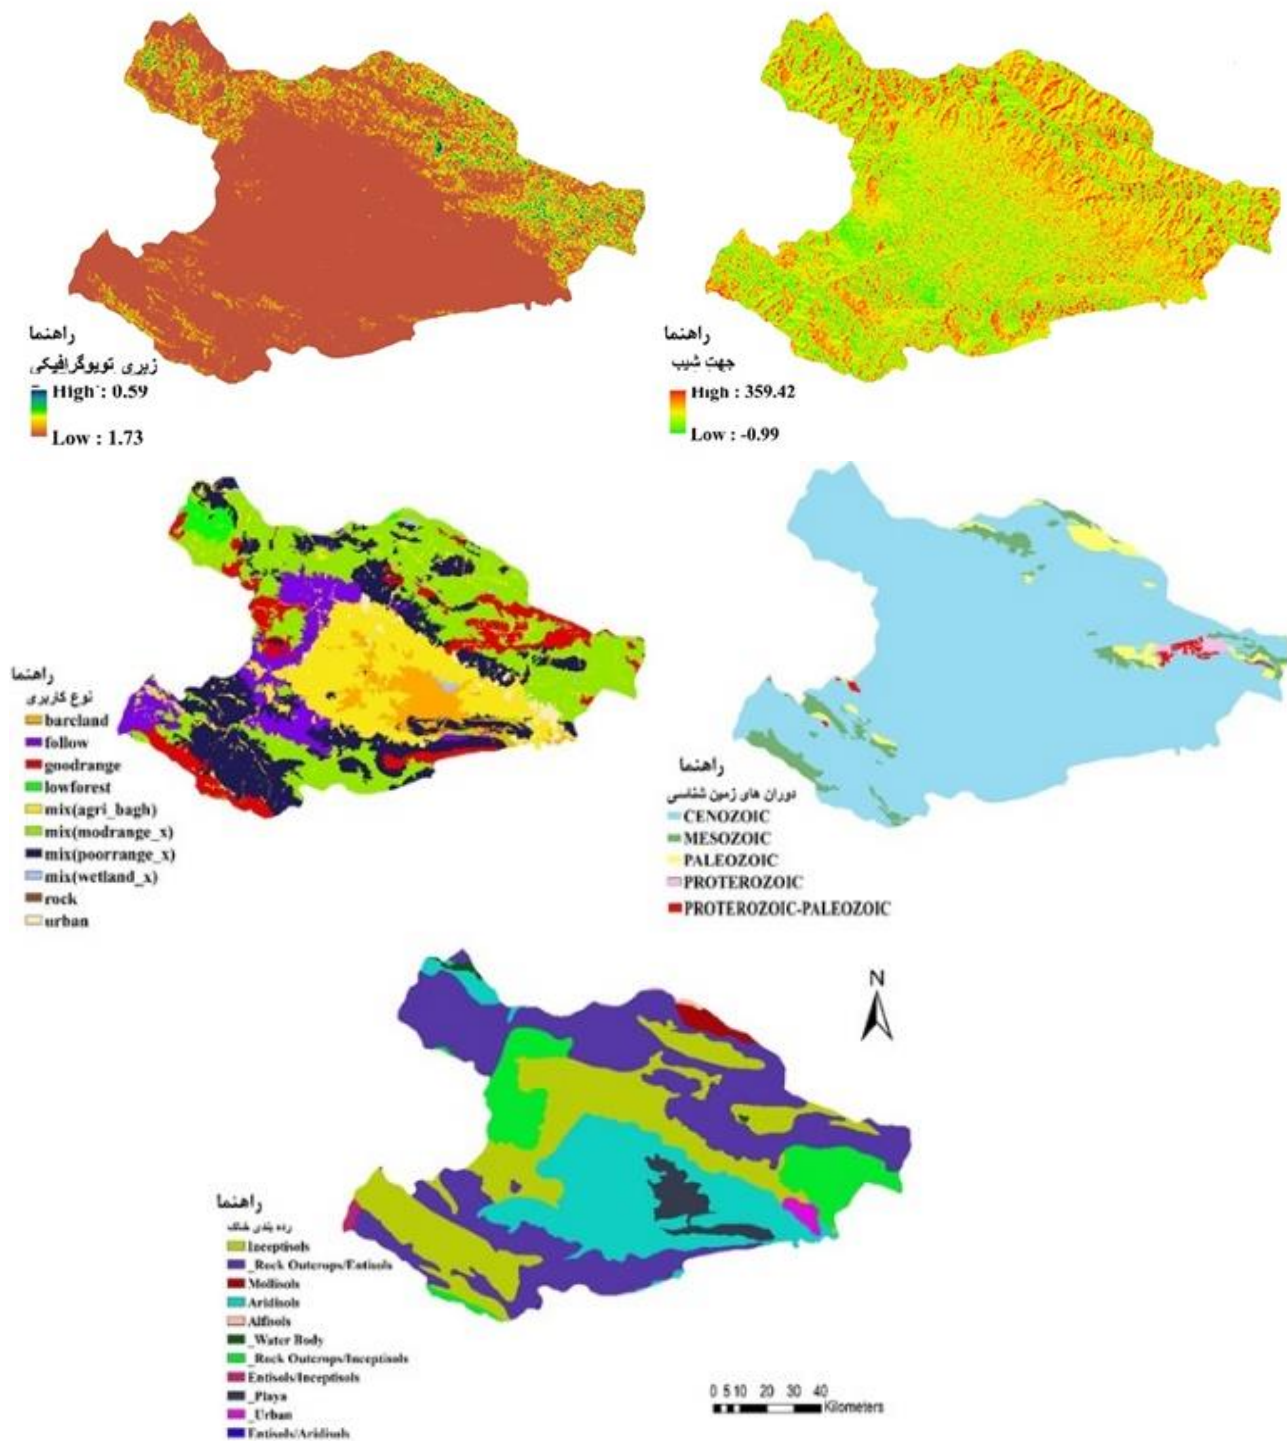 راهنما
زبری توپوگرافیکی
High : 0.59
Low : 1.73
راهنما
جهت شیب
High : 359.42
Low : -0.99
راهنما
نوع کاربری
barcland
follow
goodrange
lowforest
mix(agri_bagh)
mix(modrange_x)
mix(poorrange_x)
mix(wetland_x)
rock
urban
راهنما
دوران های زمین شناسی
CENOZOIC
MESOZOIC
PALEOZOIC
PROTEROZOIC
PROTEROZOIC-PALEOZOIC
N
راهنما
رده بندی خاک
Inceptisols
_Rock Outcrops/Entisols
Mollisols
Aridisols
Alfisols
_Water Body
_Rock Outcrops/Inceptisols
Entisols/Inceptisols
_Playa
_Urban
Entisols/Aridisols
0 5 10 20 30 40
Kilometers